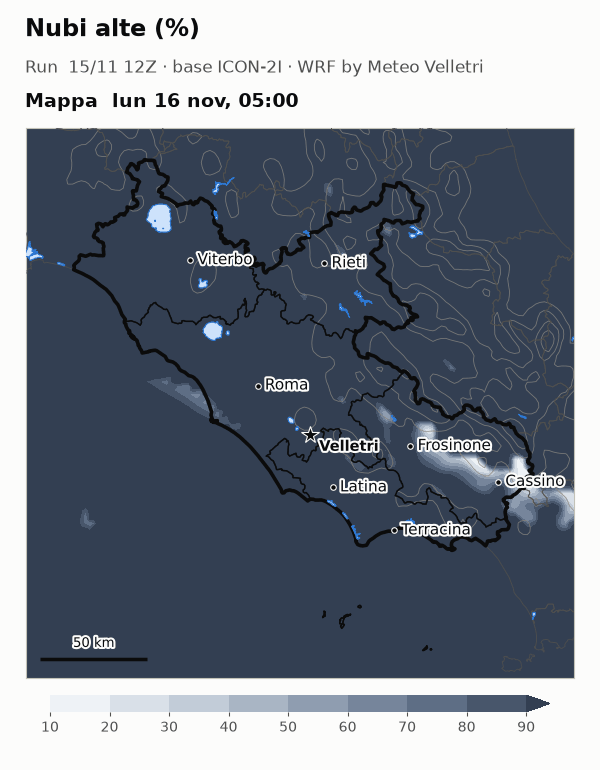 Nubi alte (%)
Run  15/11 12Z · base ICON-2I · WRF by Meteo Velletri
Mappa  lun 16 nov, 05:00
Viterbo
Rieti
Roma
Velletri
Frosinone
Latina
Cassino
Terracina
50 km
10 20 30 40 50 60 70 80 90